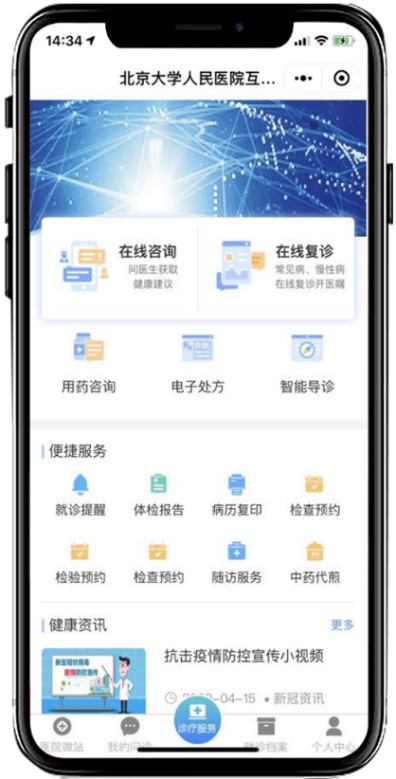 14:34
北京大学人民医院互...
在线咨询
问医生获取
健康建议
在线复诊
常见病、慢性病
在线复诊开医嘱
用药咨询
电子处方
智能导诊
便捷服务
就诊提醒
体检报告
病历复印
检查预约
检验预约
检查预约
随访服务
中药代煎
健康资讯
更多
新型冠状病毒
疫情防控宣传
抗击疫情防控宣传小视频
-04-15
新冠资讯
医院微站
我的问诊
诊疗服务
就诊档案
个人中心